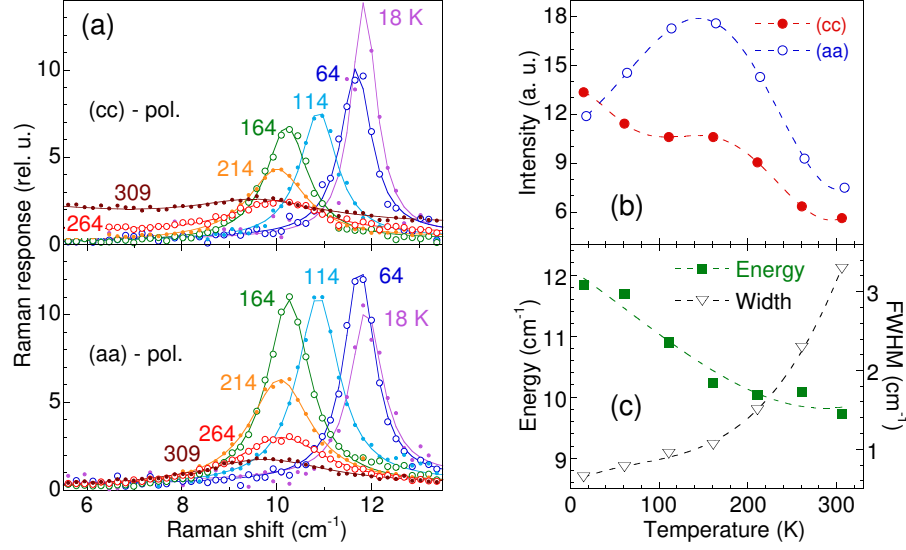 (a)
18 K
64
114
(cc) - pol.
164
214
309
264
10
5
0
Raman response (rel. u.)
114
64
164
18 K
(aa) - pol.
214
264
309
10
5
0
6
8
10
12
Raman shift (cm-1)
18
15
12
9
6
Intensity (a. u.)
(cc)
(aa)
(b)
12
11
10
9
Energy (cm-1)
Energy
Width
(c)
3
2
1
FWHM (cm-1)
0
100
200
300
Temperature (K)